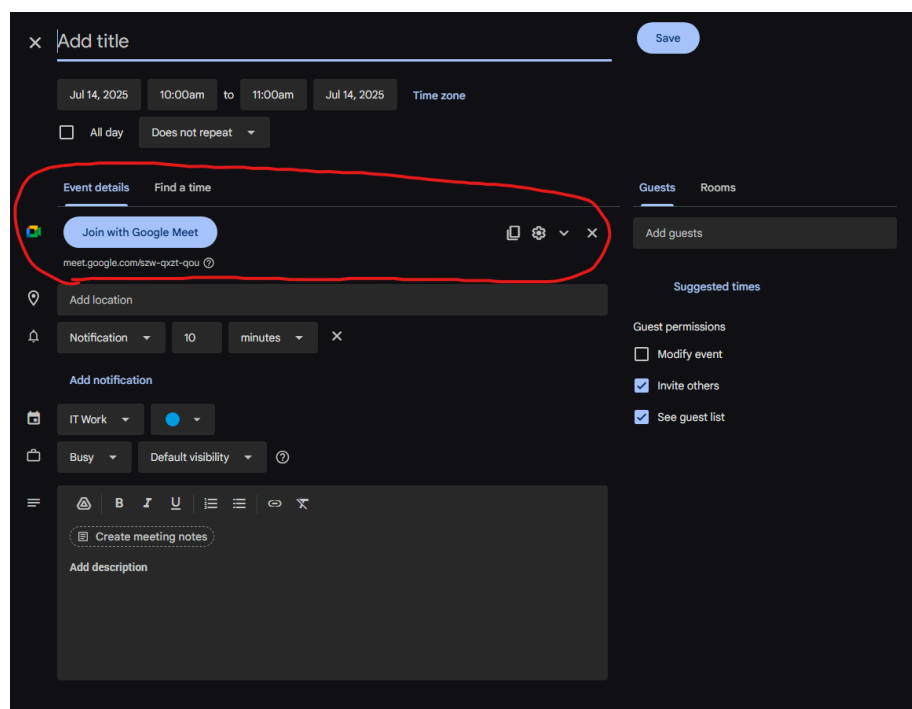 Add title
Save
Jul 14, 2025 10:00am to 11:00am Jul 14, 2025 Time zone
All day Does not repeat
Event details Find a time
Guests Rooms
Join with Google Meet
Add guests
meet.google.com/szw-qxzt-qou
Suggested times
Add location
Guest permissions
Notification 10 minutes
Modify event
Add notification
Invite others
IT Work
See guest list
Busy Default visibility
B I U
Create meeting notes
Add description